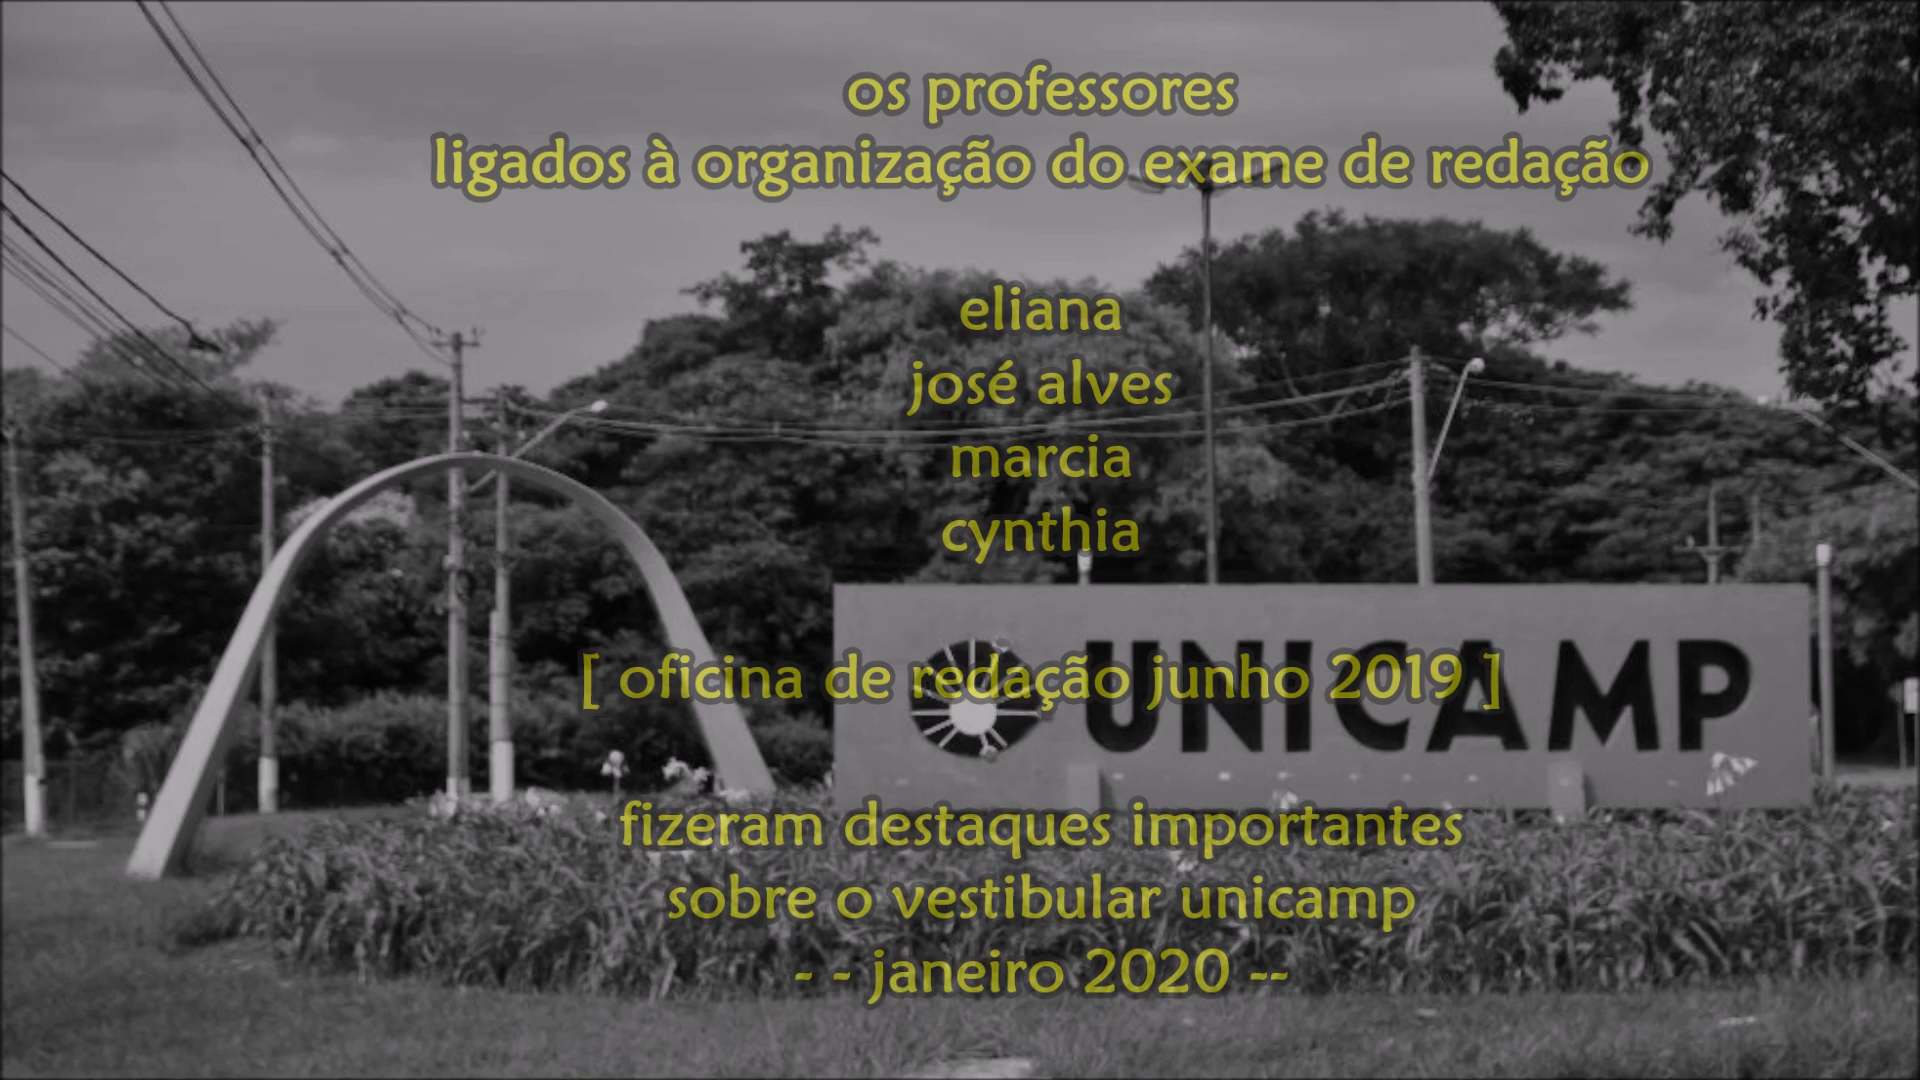 os professores
ligados à organização do exame de redação
eliana
josé alves
marcia
cynthia
[ oficina de redação junho 2019 ]
UNICAMP
fizeram destaques importantes
sobre o vestibular unicamp
- - janeiro 2020 --